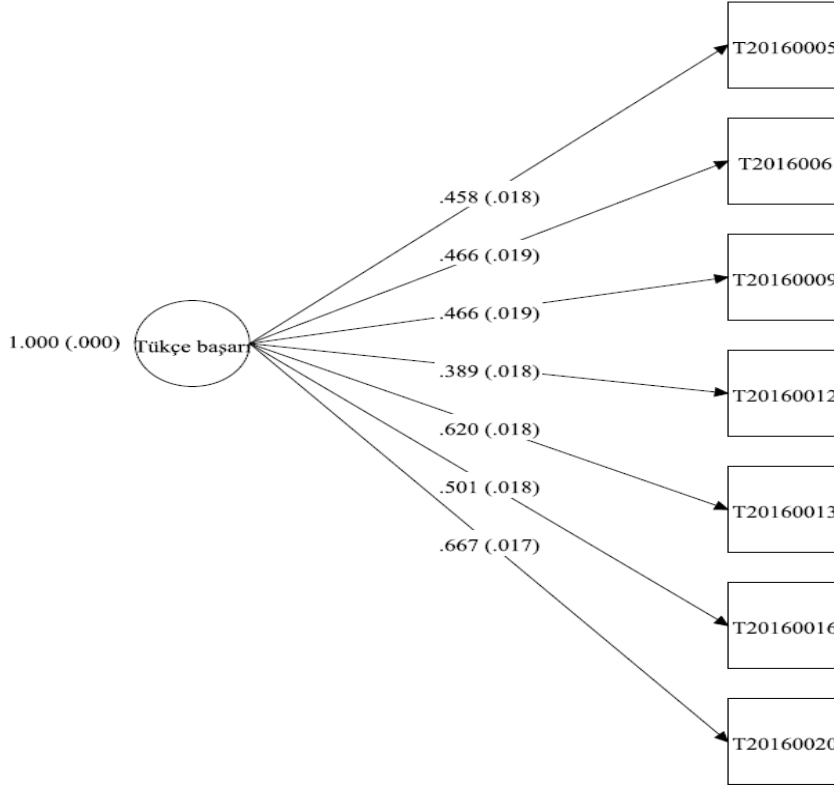 T20160005
T2016006
.458 (.018)
.466 (.019)
T20160009
.466 (.019)
1.000 (.000)
Tükçe başarı
.389 (.018)
T20160012
.620 (.018)
.501 (.018)
T20160013
.667 (.017)
T20160016
T20160020